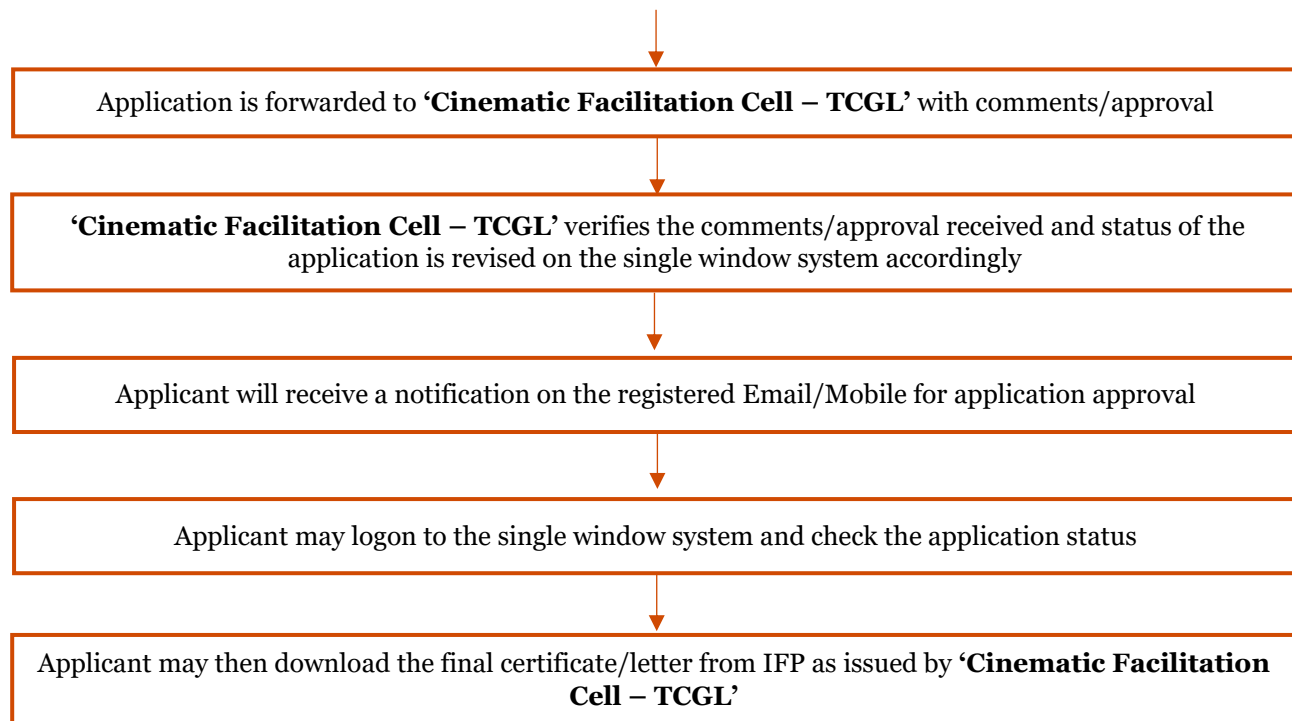 Application is forwarded to ‘Cinematic Facilitation Cell – TCGL’ with comments/approval
‘Cinematic Facilitation Cell – TCGL’ verifies the comments/approval received and status of the
application is revised on the single window system accordingly
Applicant will receive a notification on the registered Email/Mobile for application approval
Applicant may logon to the single window system and check the application status
Applicant may then download the final certificate/letter from IFP as issued by ‘Cinematic Facilitation
Cell – TCGL’